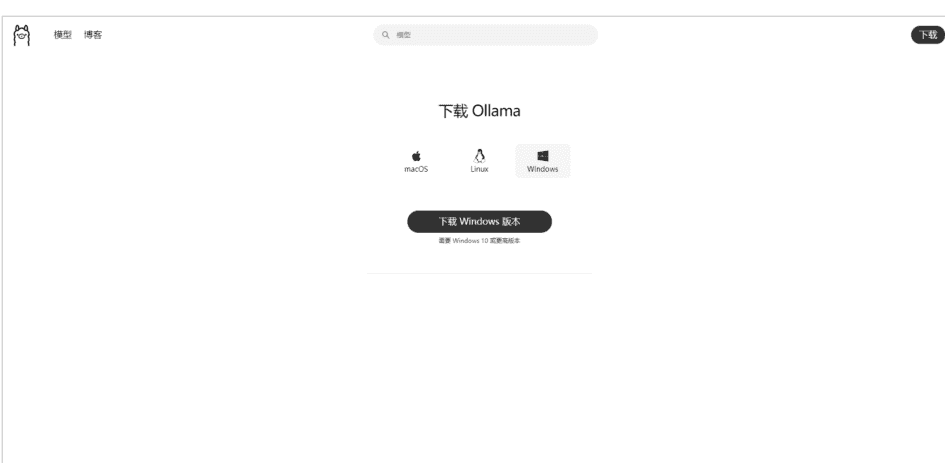 模型 博客
模型
下载
下载 Ollama
macOS
Linux
Windows
下载 Windows 版本
需要 Windows 10 或更高版本